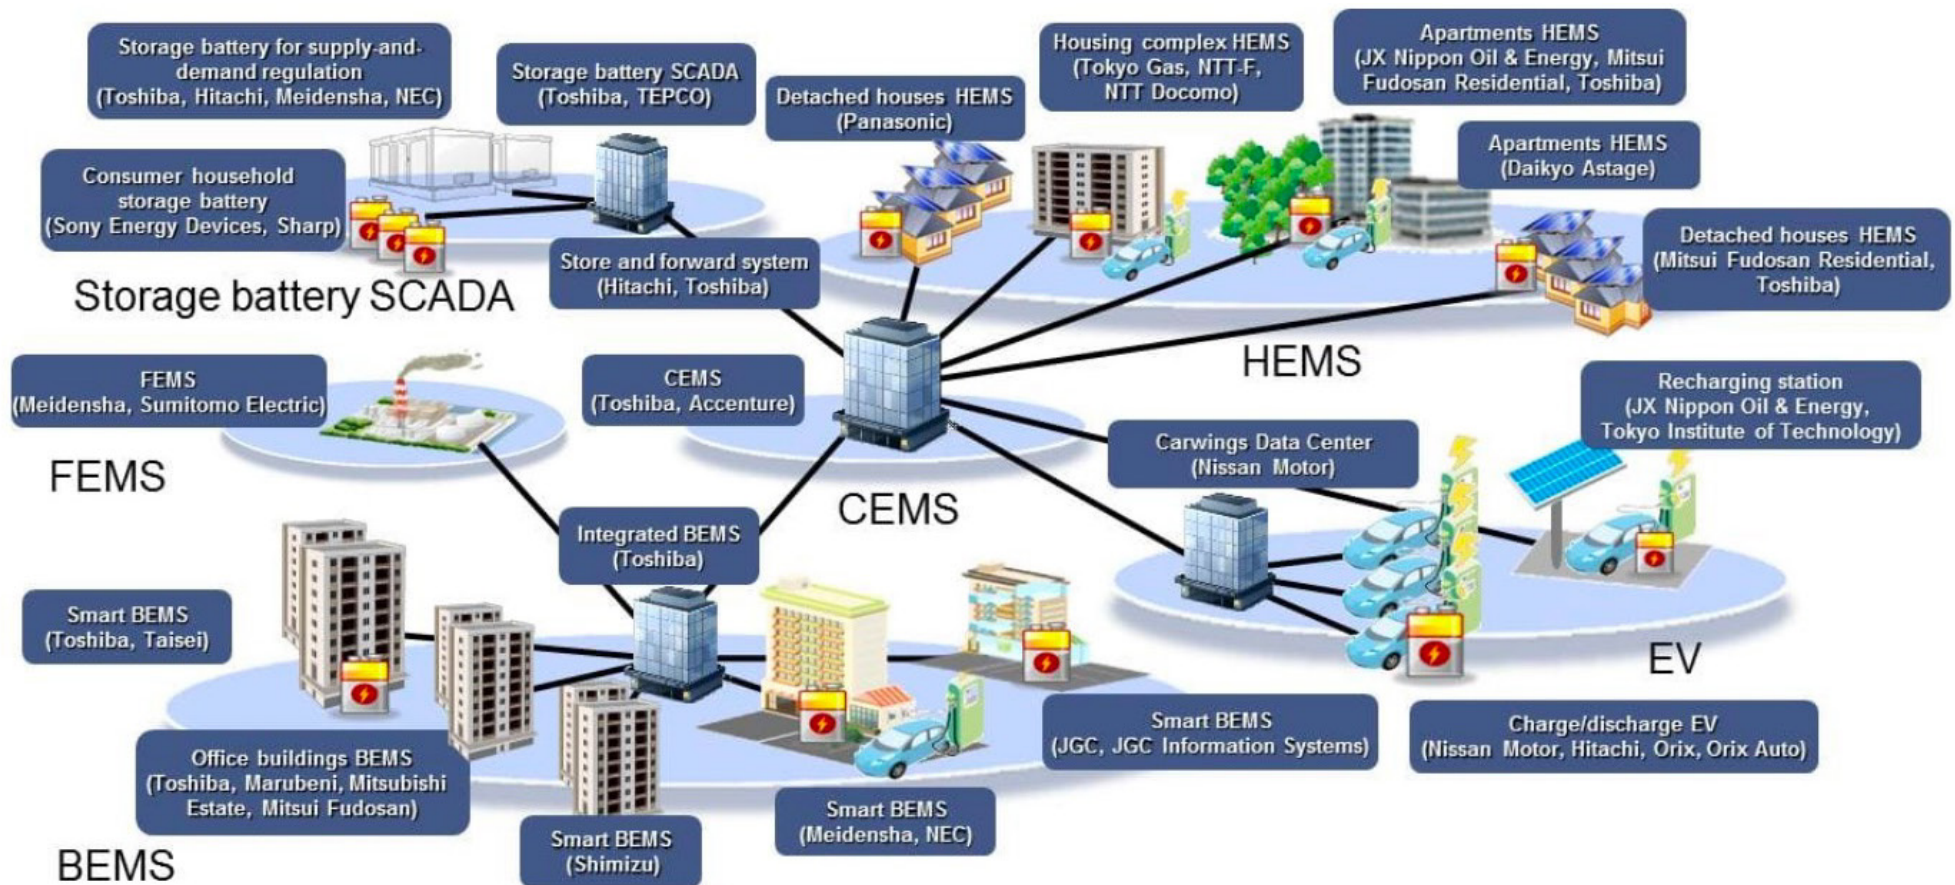 Storage battery for supply-and-
demand regulation
(Toshiba, Hitachi, Meidensha, NEC)
Storage battery SCADA
(Toshiba, TEPCO)
Consumer household
storage battery
(Sony Energy Devices, Sharp)
Store and forward system
(Hitachi, Toshiba)
Storage battery SCADA
Detached houses HEMS
(Panasonic)
Housing complex HEMS
(Tokyo Gas, NTT-F,
NTT Docomo)
Apartments HEMS
(JX Nippon Oil & Energy, Mitsui
Fudosan Residential, Toshiba)
Apartments HEMS
(Daikyo Astage)
Detached houses HEMS
(Mitsui Fudosan Residential,
Toshiba)
HEMS
FEMS
(Meidensha, Sumitomo Electric)
FEMS
CEMS
(Toshiba, Accenture)
CEMS
Carwings Data Center
(Nissan Motor)
Recharging station
(JX Nippon Oil & Energy,
Tokyo Institute of Technology)
EV
Charge/discharge EV
(Nissan Motor, Hitachi, Orix, Orix Auto)
Integrated BEMS
(Toshiba)
Smart BEMS
(Toshiba, Taisei)
Office buildings BEMS
(Toshiba, Marubeni, Mitsubishi
Estate, Mitsui Fudosan)
Smart BEMS
(Shimizu)
Smart BEMS
(Meidensha, NEC)
Smart BEMS
(JGC, JGC Information Systems)
BEMS